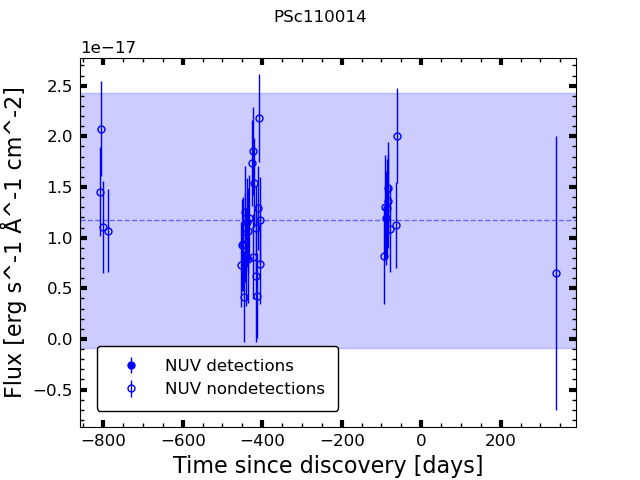 PSc110014
1e−17
2.5
2.0
1.5
1.0
0.5
0.0
−0.5
Flux [erg s^-1 Å^-1 cm^-2]
NUV detections
NUV nondetections
−800 −600 −400 −200 0 200
Time since discovery [days]